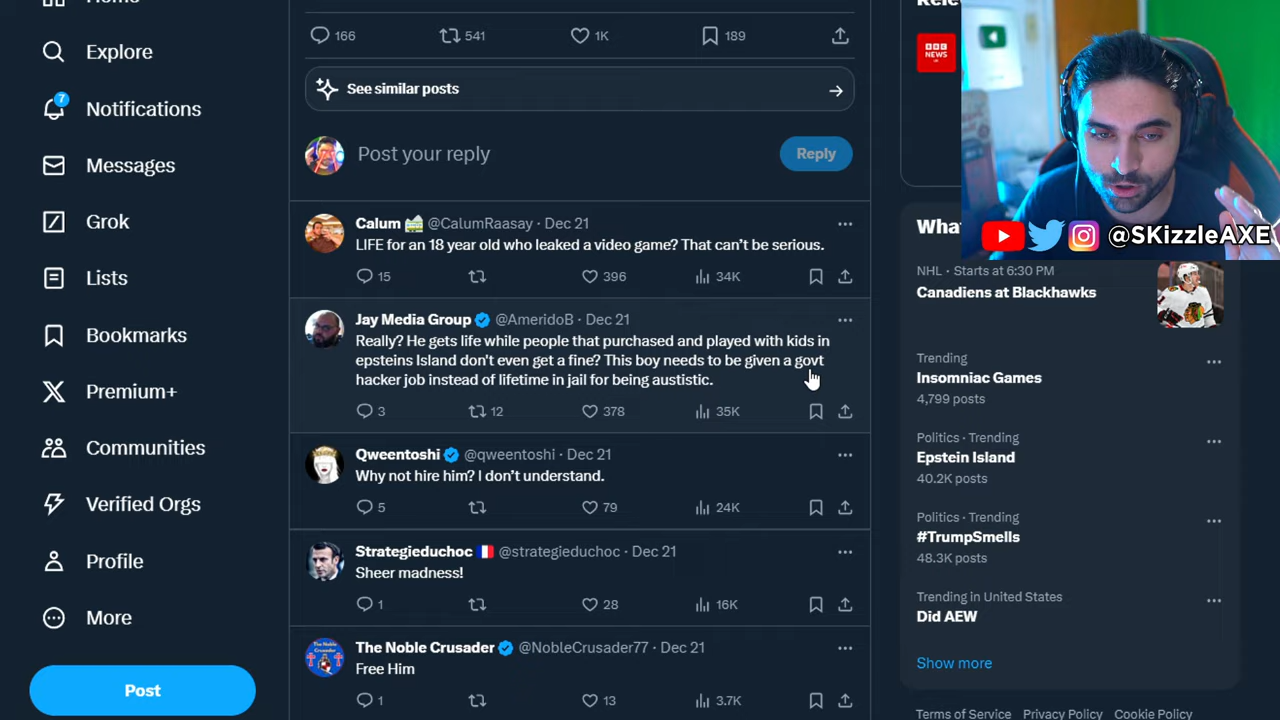 Explore
Notifications
7
Messages
Grok
Lists
Bookmarks
Premium+
Communities
Verified Orgs
Profile
More
Post
166 541 1K 189
See similar posts
Post your reply
Reply
Calum @CalumRaasay · Dec 21
LIFE for an 18 year old who leaked a video game? That can't be serious.
15 396 34K
Jay Media Group @AmeridoB · Dec 21
Really? He gets life while people that purchased and played with kids in
epsteins Island don't even get a fine? This boy needs to be given a govt
hacker job instead of lifetime in jail for being austistic.
3 12 378 35K
Qweentoshi @qweentoshi · Dec 21
Why not hire him? I don't understand.
5 79 24K
Strategieduchoc @strategieduchoc · Dec 21
Sheer madness!
1 28 16K
The Noble Crusader @NobleCrusader77 · Dec 21
Free Him
1 13 3.7K
BBC
NEWS
@SKizzleAXE
NHL · Starts at 6:30 PM
Canadiens at Blackhawks
Trending
Insomniac Games
4,799 posts
Politics · Trending
Epstein Island
40.2K posts
Politics · Trending
#TrumpSmells
48.3K posts
Trending in United States
Did AEW
Show more
Terms of Service Privacy Policy Cookie Policy